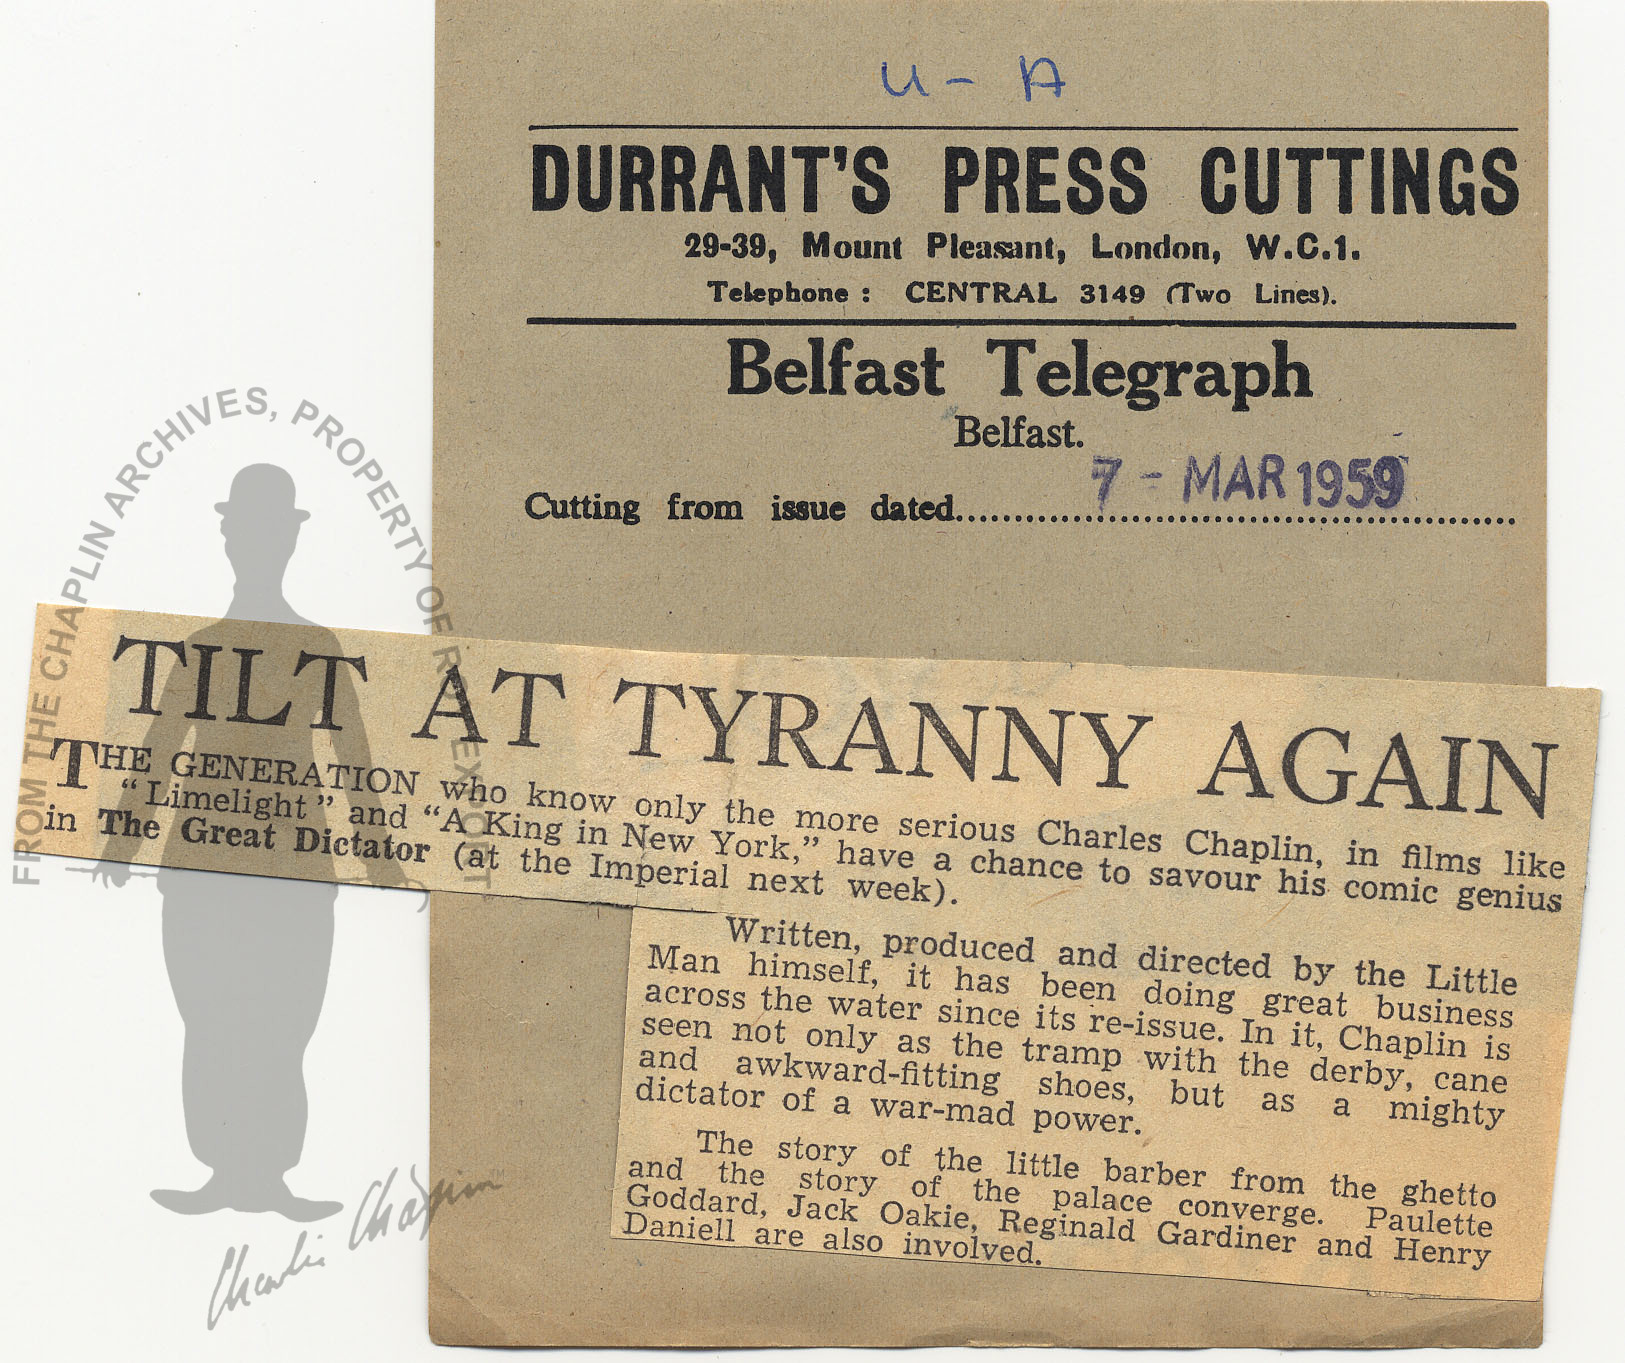 U - A
DURRANT'S PRESS CUTTINGS
29-39, Mount Pleasant, London, W.C.1.
Telephone : CENTRAL 3149 (Two Lines).
Belfast Telegraph
Belfast.
Cutting from issue dated 7 - MAR 1959
TILT AT TYRANNY AGAIN
THE GENERATION who know only the more serious Charles Chaplin, in films like
"Limelight" and "A King in New York," have a chance to savour his comic genius
in The Great Dictator (at the Imperial next week).
Written, produced and directed by the Little
Man himself, it has been doing great business
across the water since its re-issue. In it, Chaplin is
seen not only as the tramp with the derby, cane
and awkward-fitting shoes, but as a mighty
dictator of a war-mad power.
The story of the little barber from the ghetto
and the story of the palace converge. Paulette
Goddard, Jack Oakie, Reginald Gardiner and Henry
Daniell are also involved.
FROM THE CHAPLIN ARCHIVES, PROPERTY OF ROY EXPORT
Charlie Chaplin